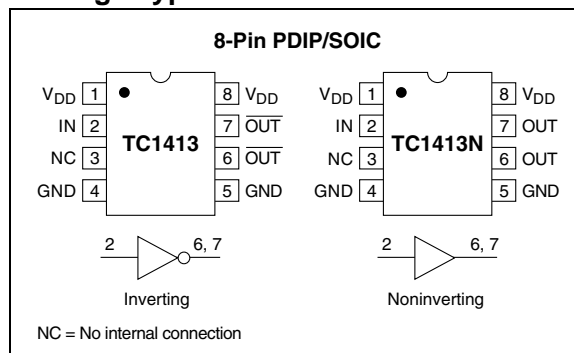 8-Pin PDIP/SOIC
VDD 1 8 VDD
IN 2 7 OUT
NC 3 6 OUT
GND 4 5 GND
TC1413
VDD 1 8 VDD
IN 2 7 OUT
NC 3 6 OUT
GND 4 5 GND
TC1413N
2 6, 7
Inverting
2 6, 7
Noninverting
NC = No internal connection